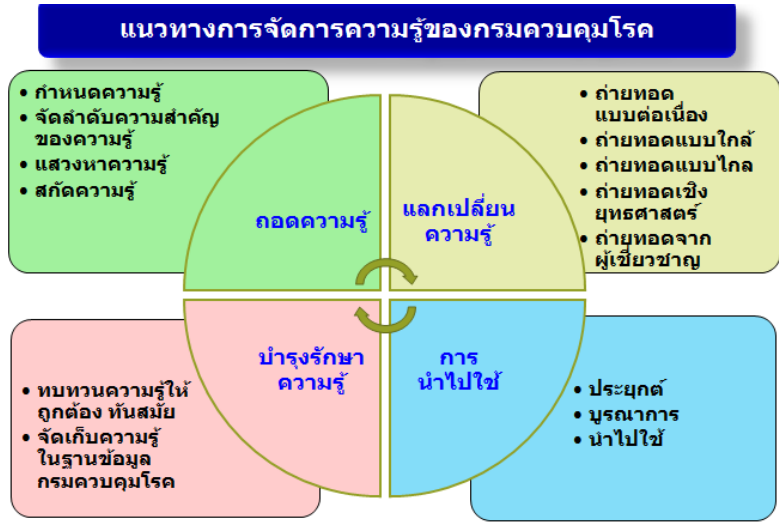 แนวทางการจัดการความรู้ของกรมควบคุมโรค
• กำหนดความรู้
• จัดลำดับความสำคัญ
ของความรู้
• แสวงหาความรู้
• สกัดความรู้
ถอดความรู้
• ถ่ายทอด
แบบต่อเนื่อง
• ถ่ายทอดแบบใกล้
• ถ่ายทอดแบบไกล
• ถ่ายทอดเชิง
ยุทธศาสตร์
• ถ่ายทอดจาก
ผู้เชี่ยวชาญ
แลกเปลี่ยน
ความรู้
บำรุงรักษา
ความรู้
• ทบทวนความรู้ให้
ถูกต้อง ทันสมัย
• จัดเก็บความรู้
ในฐานข้อมูล
กรมควบคุมโรค
การ
นำไปใช้
• ประยุกต์
• บูรณาการ
• นำไปใช้